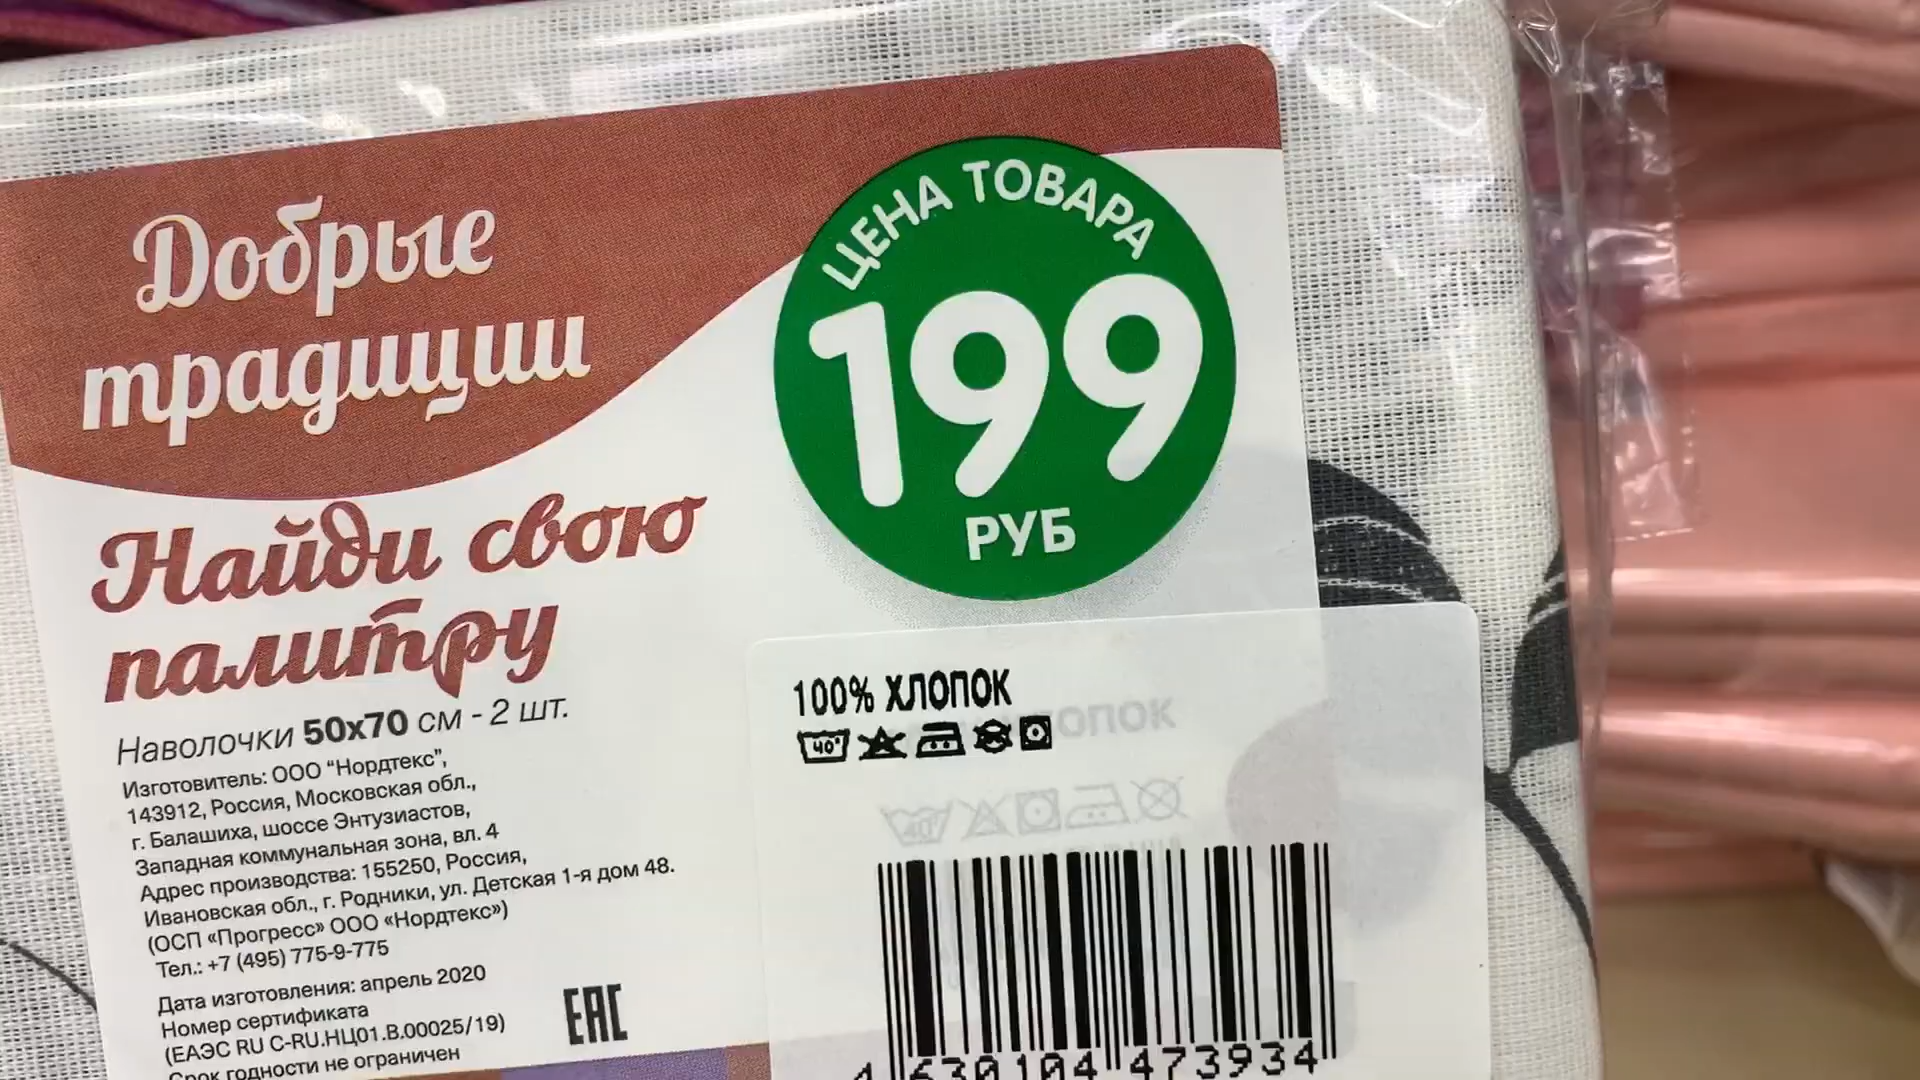 Добрые
традиции
ЦЕНА ТОВАРА
199
РУБ
Найди свою
палитру
Наволочки 50х70 см - 2 шт.
Изготовитель: ООО "Нордтекс",
143912, Россия, Московская обл.,
г. Балашиха, шоссе Энтузиастов,
Западная коммунальная зона, вл. 4
Адрес производства: 155250, Россия,
Ивановская обл., г. Родники, ул. Детская 1-я дом 48.
(ОСП «Прогресс» ООО «Нордтекс»)
Тел.: +7 (495) 775-9-775
Дата изготовления: апрель 2020
Номер сертификата
(ЕАЭС RU C-RU.НЦ01.В.00025/19)
Срок годности не ограничен
EAC
100% ХЛОПОК
40°
4 630104 473934